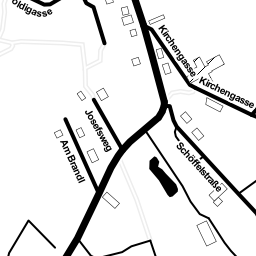 oldigasse
Kirchengasse
Kirchengasse
Josefsweg
Am Brandl
Schöffelstraße